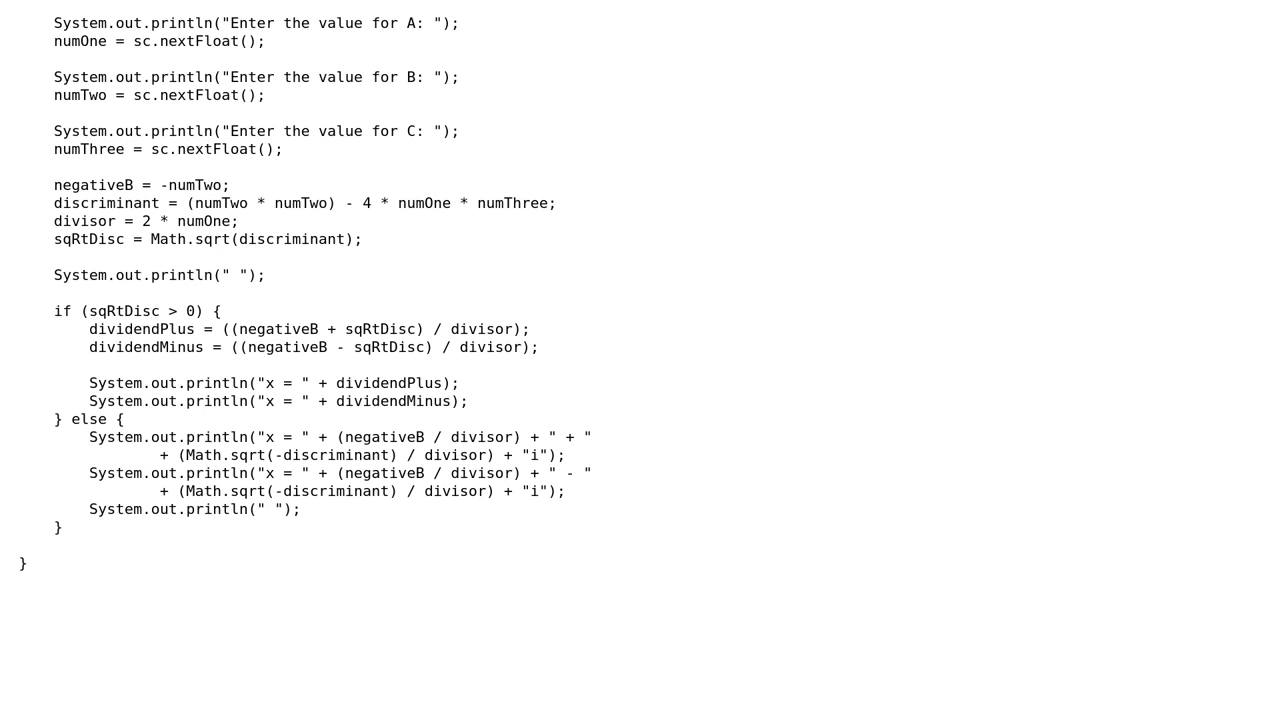 System.out.println("Enter the value for A: ");
numOne = sc.nextFloat();
System.out.println("Enter the value for B: ");
numTwo = sc.nextFloat();
System.out.println("Enter the value for C: ");
numThree = sc.nextFloat();
negativeB = -numTwo;
discriminant = (numTwo * numTwo) - 4 * numOne * numThree;
divisor = 2 * numOne;
sqRtDisc = Math.sqrt(discriminant);
System.out.println(" ");
if (sqRtDisc > 0) {
dividendPlus = ((negativeB + sqRtDisc) / divisor);
dividendMinus = ((negativeB - sqRtDisc) / divisor);
System.out.println("x = " + dividendPlus);
System.out.println("x = " + dividendMinus);
} else {
System.out.println("x = " + (negativeB / divisor) + " + "
+ (Math.sqrt(-discriminant) / divisor) + "i");
System.out.println("x = " + (negativeB / divisor) + " - "
+ (Math.sqrt(-discriminant) / divisor) + "i");
System.out.println(" ");
}
}